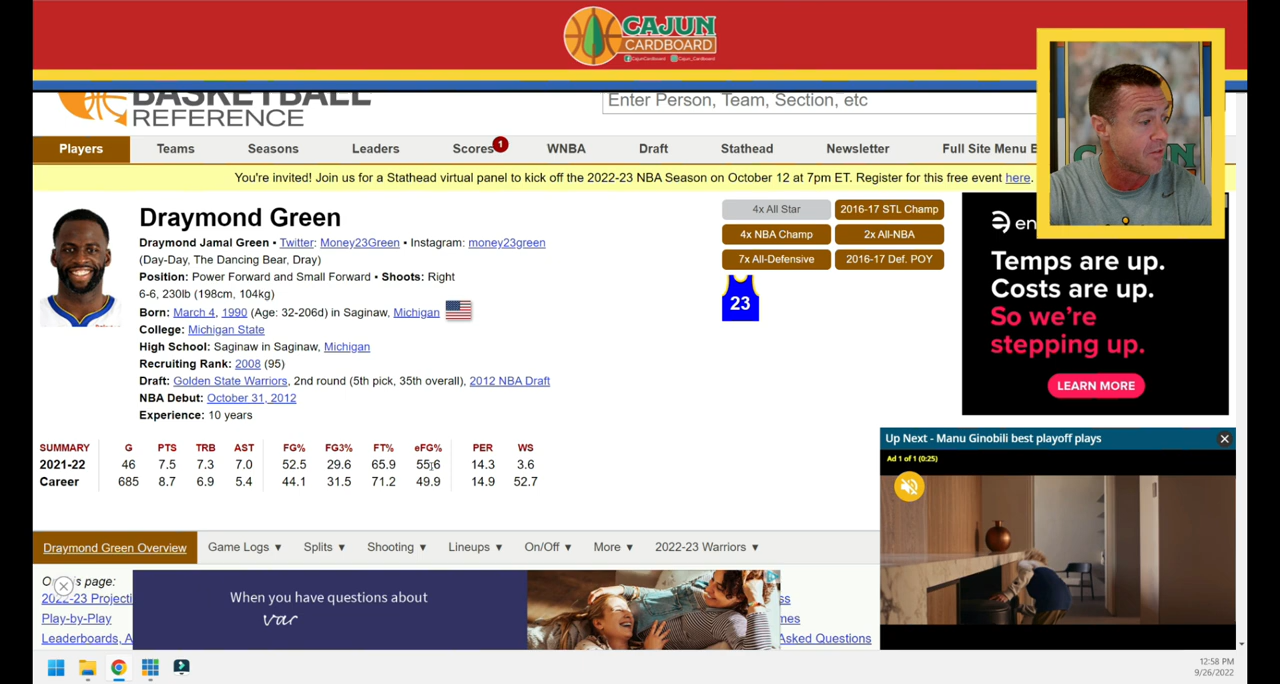 CAJUN
CARDBOARD
CajunCardboard Cajun_Cardboard
BASKETBALL
REFERENCE
Enter Person, Team, Section, etc
Players Teams Seasons Leaders Scores 1 WNBA Draft Stathead Newsletter Full Site Menu
You're invited! Join us for a Stathead virtual panel to kick off the 2022-23 NBA Season on October 12 at 7pm ET. Register for this free event here.
Draymond Green
Draymond Jamal Green • Twitter: Money23Green • Instagram: money23green
(Day-Day, The Dancing Bear, Dray)
Position: Power Forward and Small Forward • Shoots: Right
6-6, 230lb (198cm, 104kg)
Born: March 4, 1990 (Age: 32-206d) in Saginaw, Michigan
College: Michigan State
High School: Saginaw in Saginaw, Michigan
Recruiting Rank: 2008 (95)
Draft: Golden State Warriors, 2nd round (5th pick, 35th overall), 2012 NBA Draft
NBA Debut: October 31, 2012
Experience: 10 years
4x All Star 2016-17 STL Champ
4x NBA Champ 2x All-NBA
7x All-Defensive 2016-17 Def. POY
23
en
Temps are up.
Costs are up.
So we're
stepping up.
LEARN MORE
SUMMARY G PTS TRB AST FG% FG3% FT% eFG% PER WS
2021-22 46 7.5 7.3 7.0 52.5 29.6 65.9 55.6 14.3 3.6
Career 685 8.7 6.9 5.4 44.1 31.5 71.2 49.9 14.9 52.7
Up Next - Manu Ginobili best playoff plays
Ad 1 of 1 (0:25)
Draymond Green Overview Game Logs ▼ Splits ▼ Shooting ▼ Lineups ▼ On/Off ▼ More ▼ 2022-23 Warriors ▼
page:
2022-23 Projecti
Play-by-Play
Leaderboards, A
When you have questions about
var
Asked Questions
12:58 PM
9/26/2022